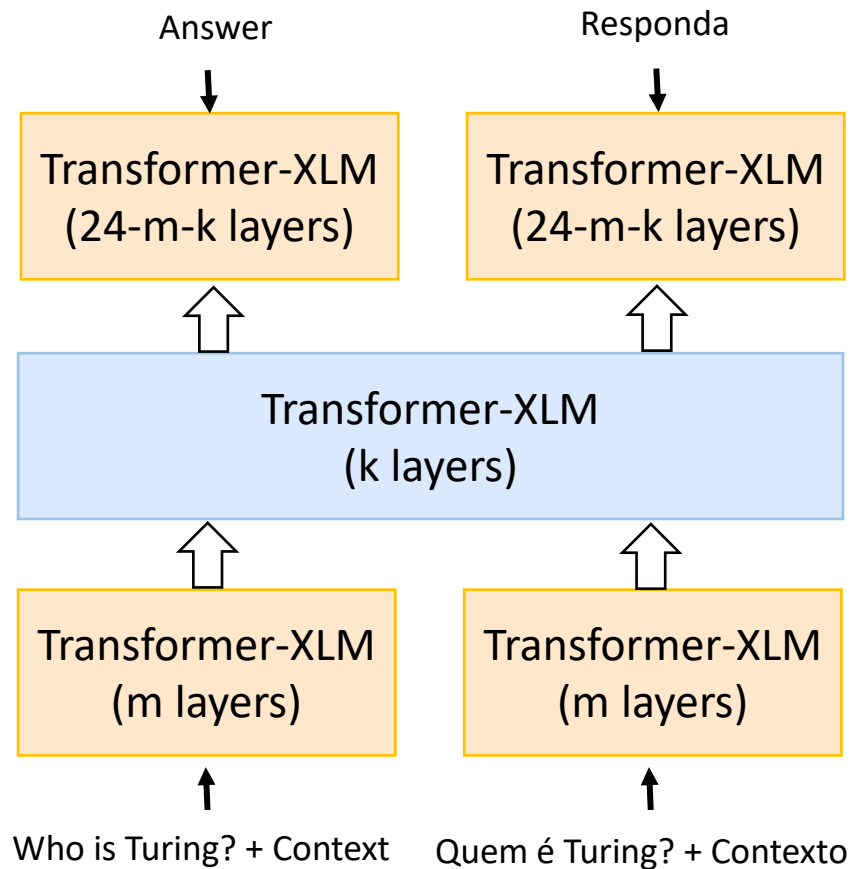 Answer
Responda
Transformer-XLM
(24-m-k layers)
Transformer-XLM
(24-m-k layers)
Transformer-XLM
(k layers)
Transformer-XLM
(m layers)
Transformer-XLM
(m layers)
Who is Turing? + Context
Quem é Turing? + Contexto